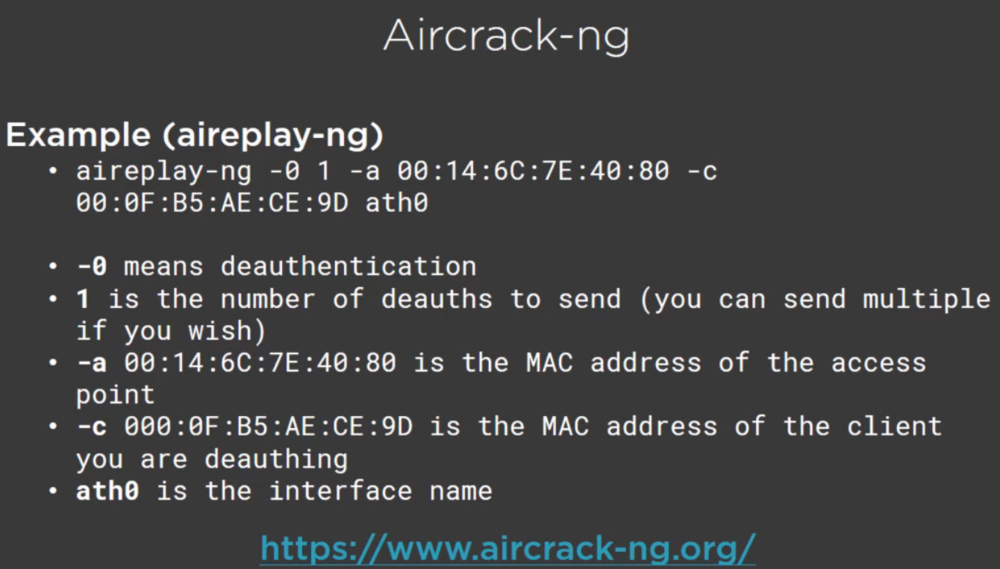 Aircrack-ng
Example (aireplay-ng)
• aireplay-ng -0 1 -a 00:14:6C:7E:40:80 -c
00:0F:B5:AE:CE:9D ath0
• -0 means deauthentication
• 1 is the number of deauths to send (you can send multiple
if you wish)
• -a 00:14:6C:7E:40:80 is the MAC address of the access
point
• -c 000:0F:B5:AE:CE:9D is the MAC address of the client
you are deauthing
• ath0 is the interface name
https://www.aircrack-ng.org/